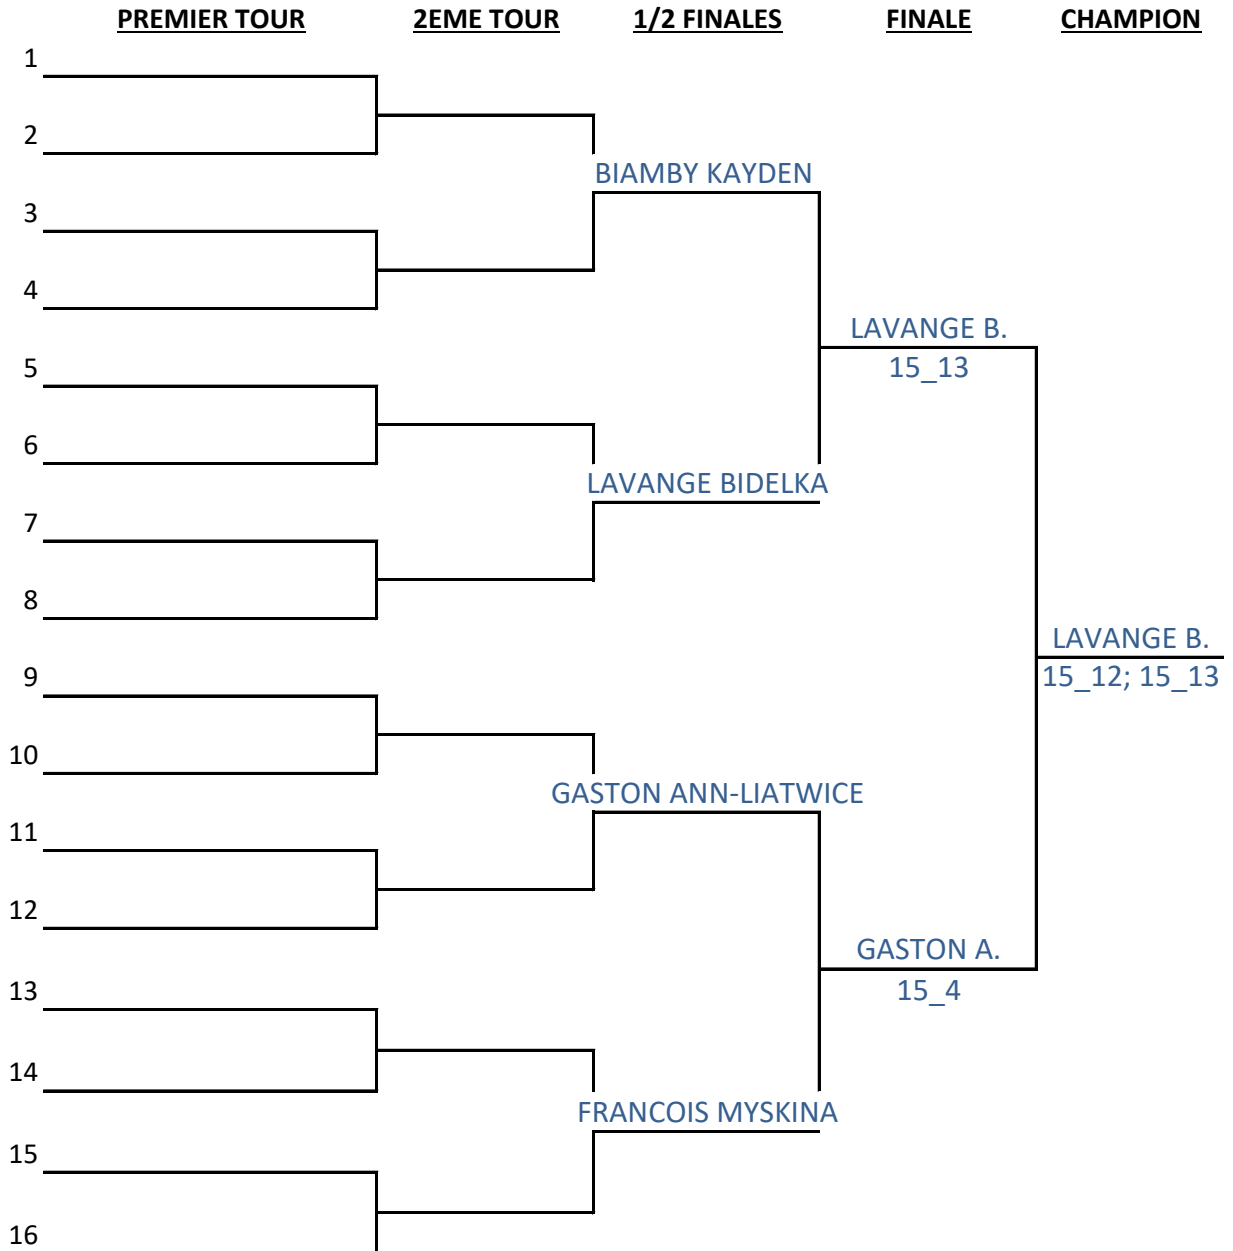 PREMIER TOUR 2EME TOUR 1/2 FINALES FINALE CHAMPION
1
2
BIAMBY KAYDEN
3
4
LAVANGE B.
15_13
5
6
LAVANGE BIDELKA
7
8
LAVANGE B.
15_12; 15_13
9
10
GASTON ANN-LIATWICE
11
12
GASTON A.
15_4
13
14
FRANCOIS MYSKINA
15
16